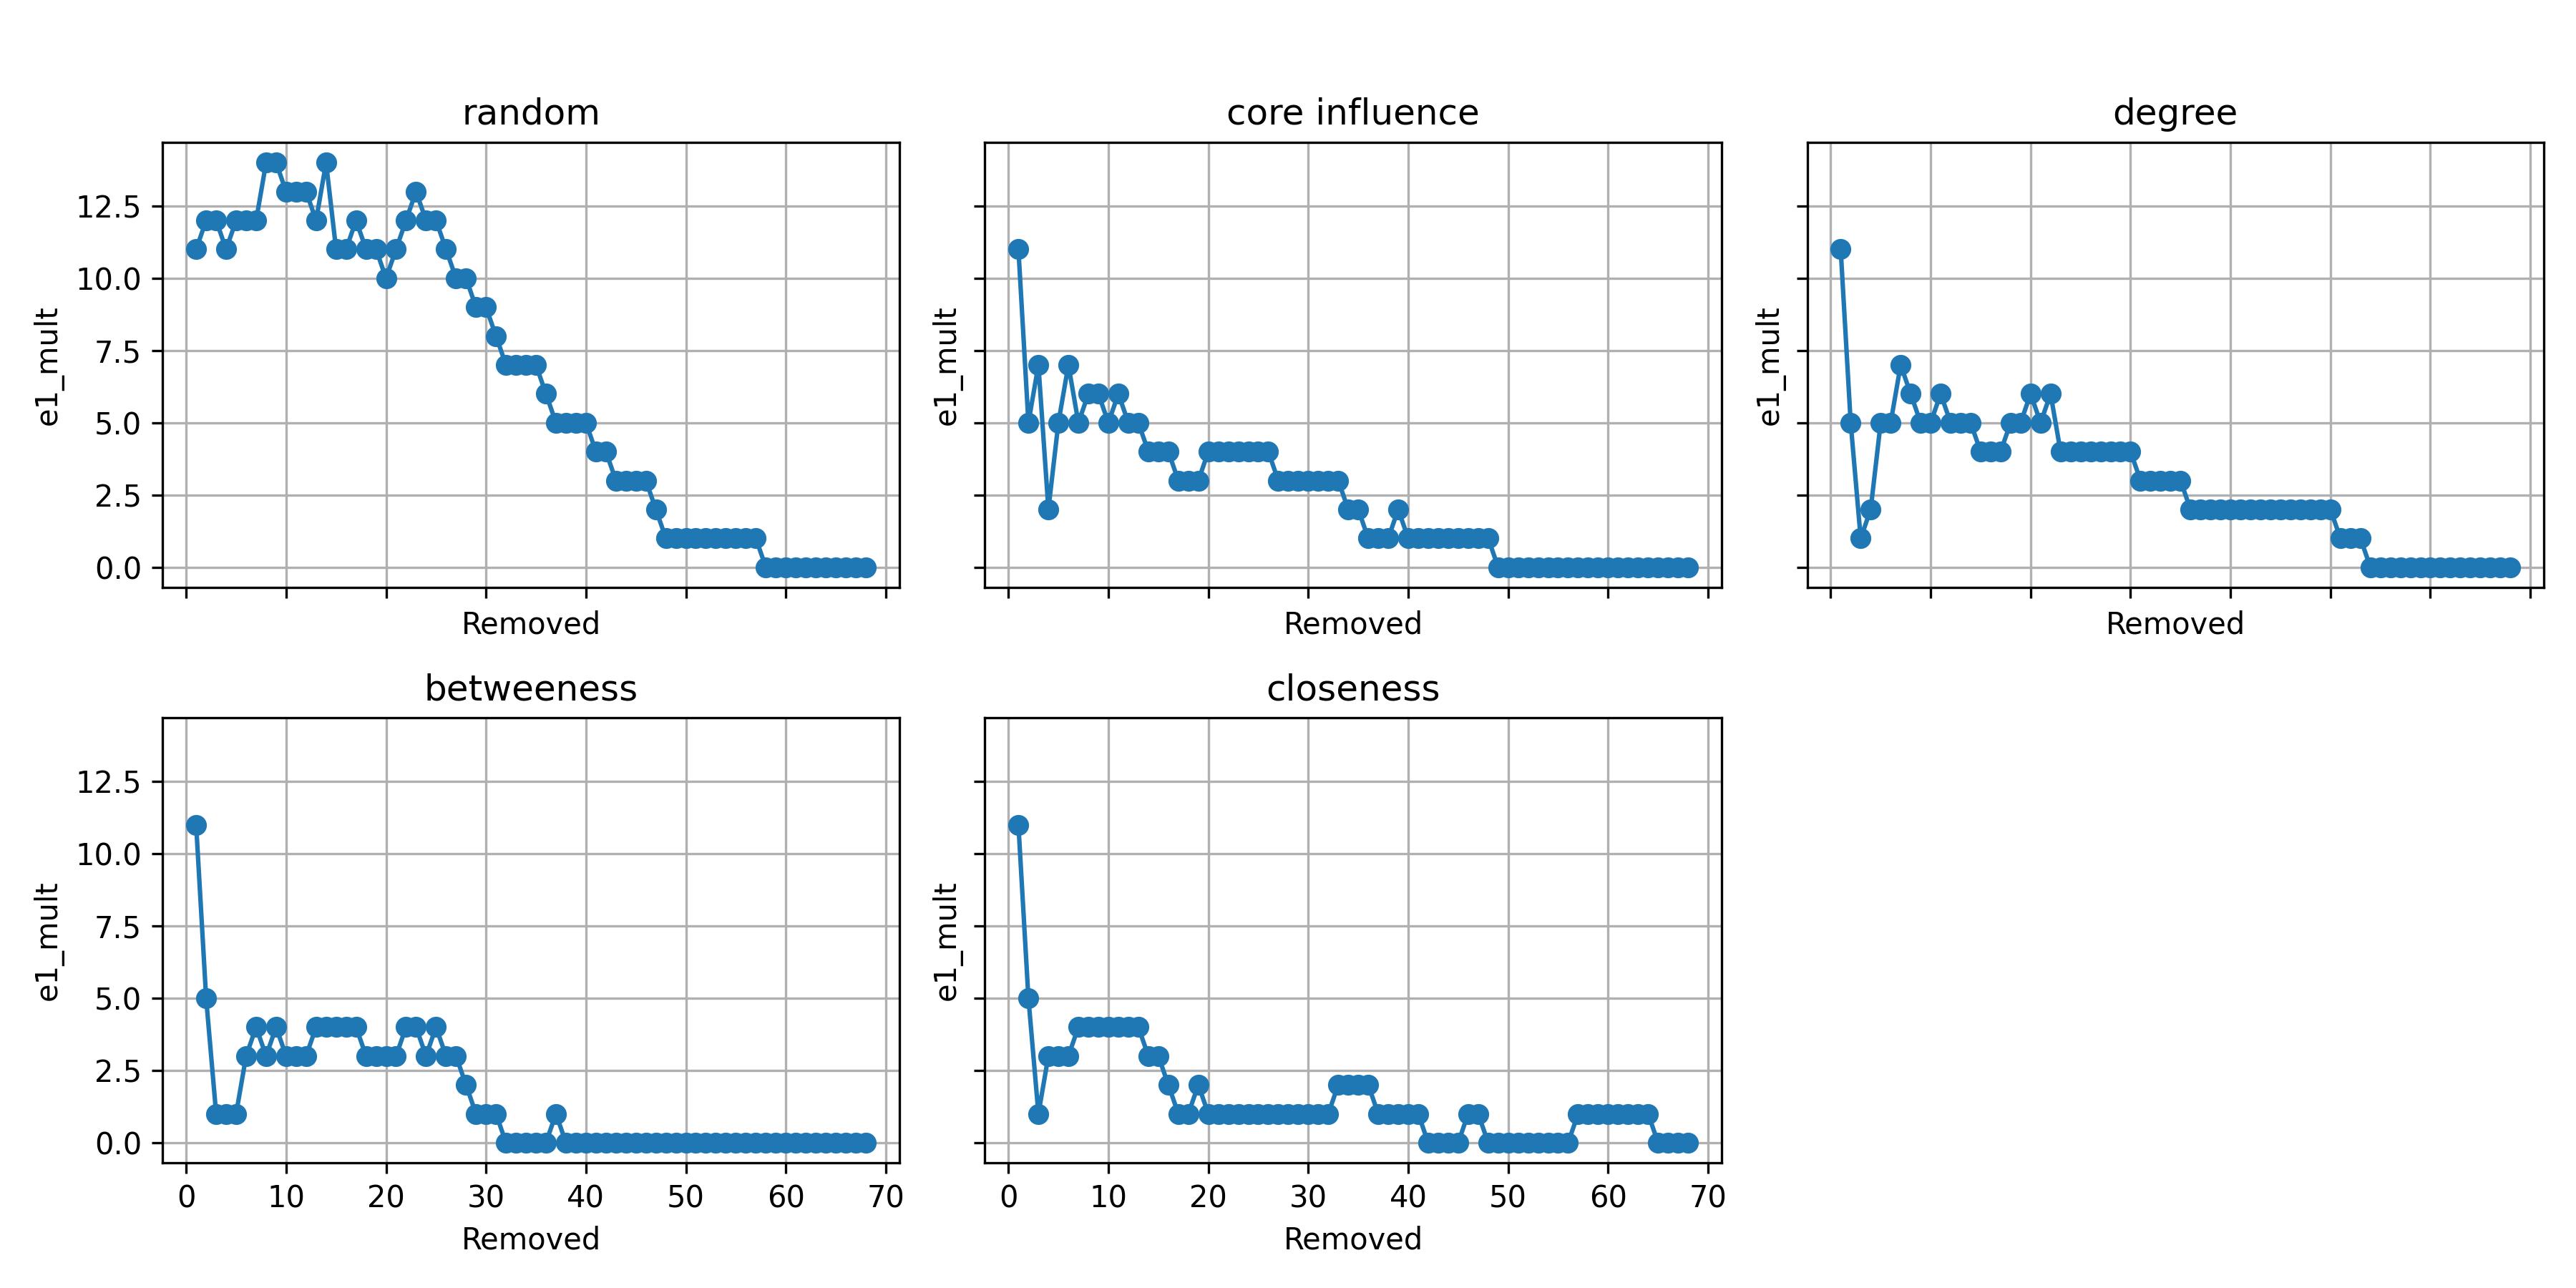 random
core influence
degree
12.5
10.0
7.5
5.0
2.5
0.0
e1_mult
e1_mult
e1_mult
Removed
Removed
Removed
betweeness
closeness
12.5
10.0
7.5
5.0
2.5
0.0
e1_mult
e1_mult
0 10 20 30 40 50 60 70
0 10 20 30 40 50 60 70
Removed
Removed